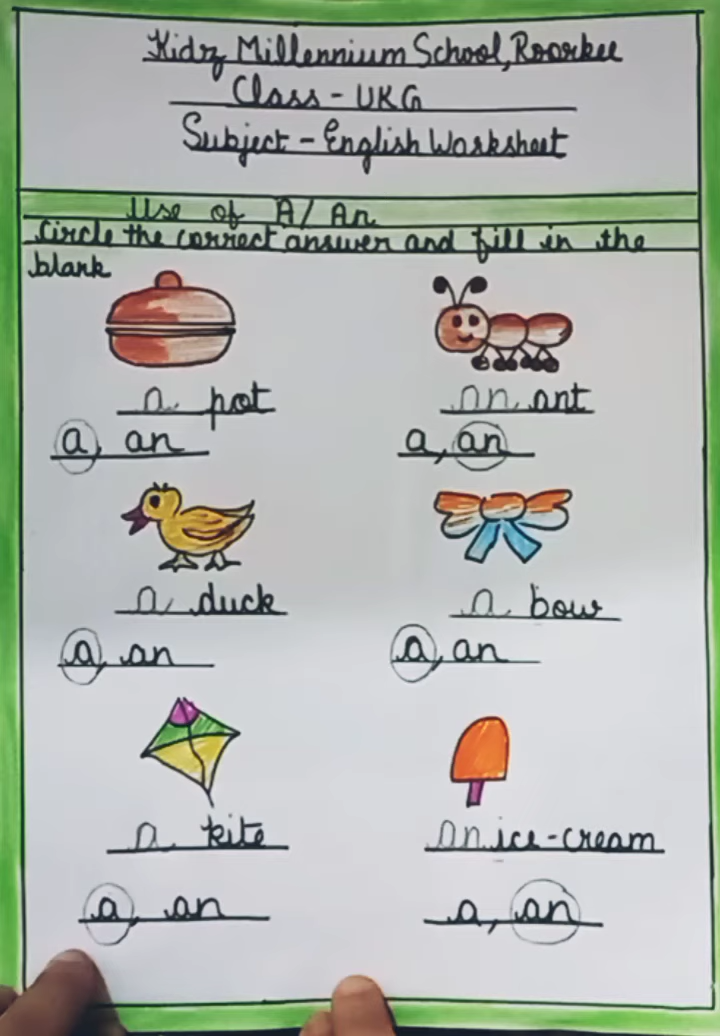 Kidz Millennium School, Roorkee
Class - UKG
Subject - English Worksheet
Use of A/An
Circle the correct answer and fill in the
blank
a pot an ant
a, an a, an
a duck a bow
a, an a, an
a kite an ice-cream
a, an a, an